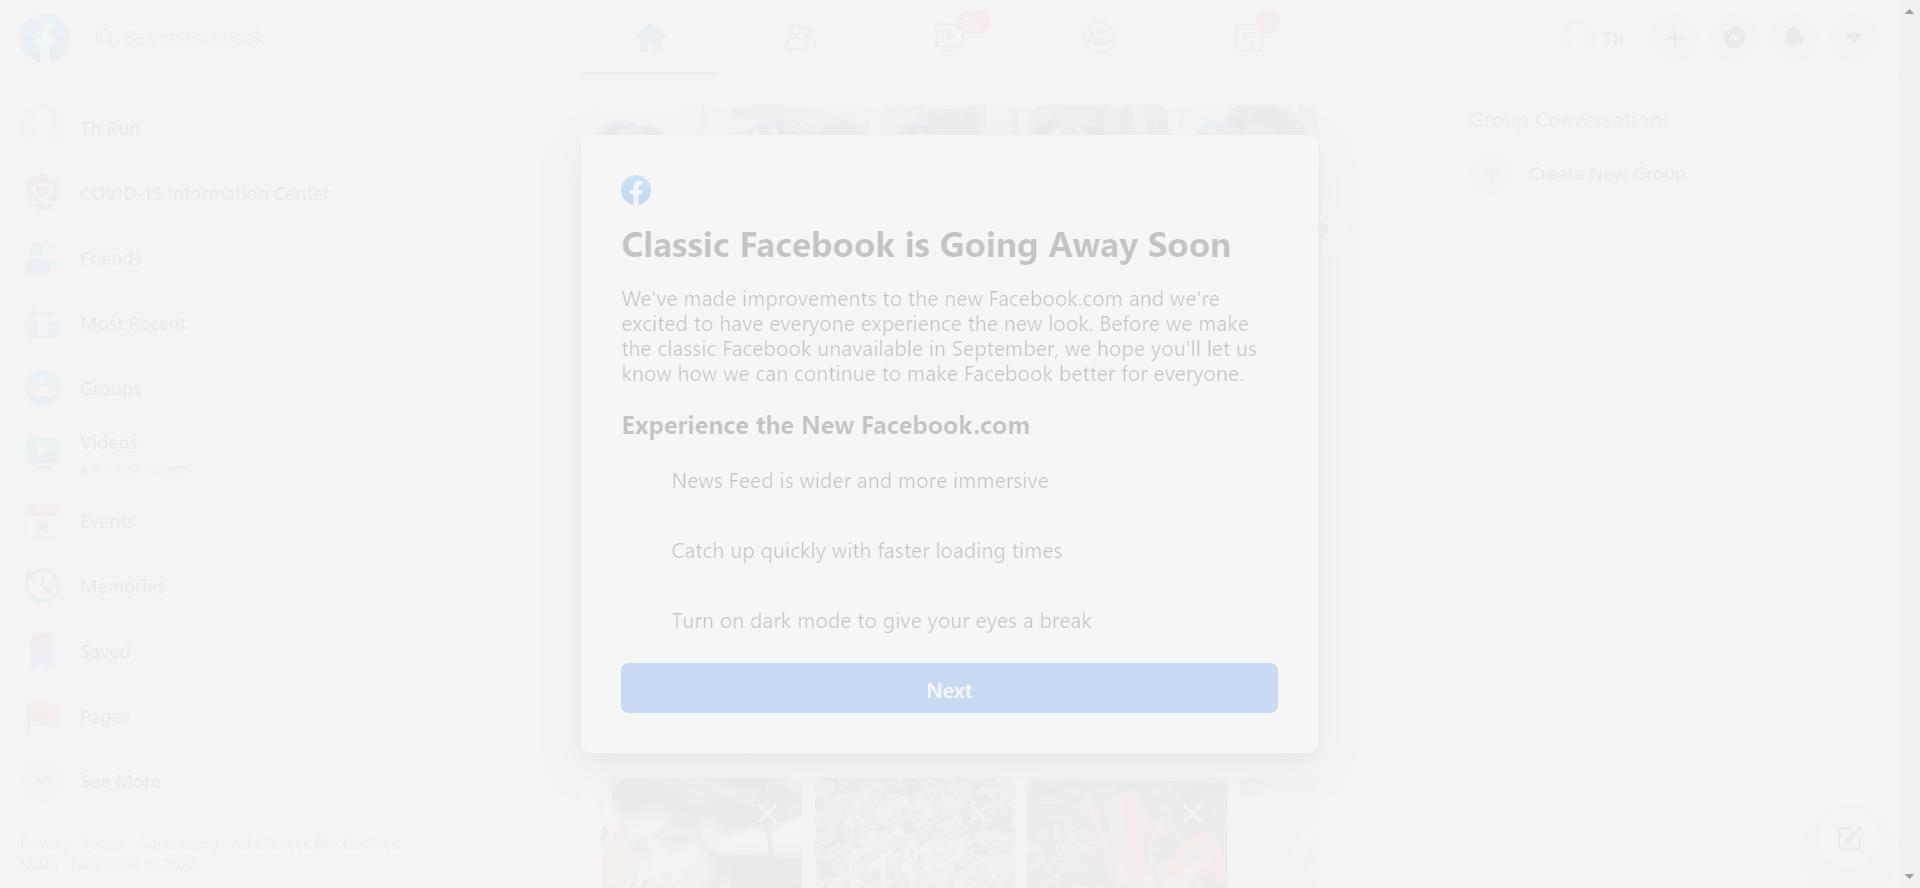 Search Facebook
9+
3
Th
Th Run
COVID-19 Information Center
Friends
Most Recent
Groups
Videos
9+ new videos
Events
Memories
Saved
Pages
See More
Privacy · Terms · Advertising · Ad Choices · Cookies
More · Facebook © 2020
Classic Facebook is Going Away Soon
We've made improvements to the new Facebook.com and we're
excited to have everyone experience the new look. Before we make
the classic Facebook unavailable in September, we hope you'll let us
know how we can continue to make Facebook better for everyone.
Experience the New Facebook.com
News Feed is wider and more immersive
Catch up quickly with faster loading times
Turn on dark mode to give your eyes a break
Next
Group Conversations
Create New Group